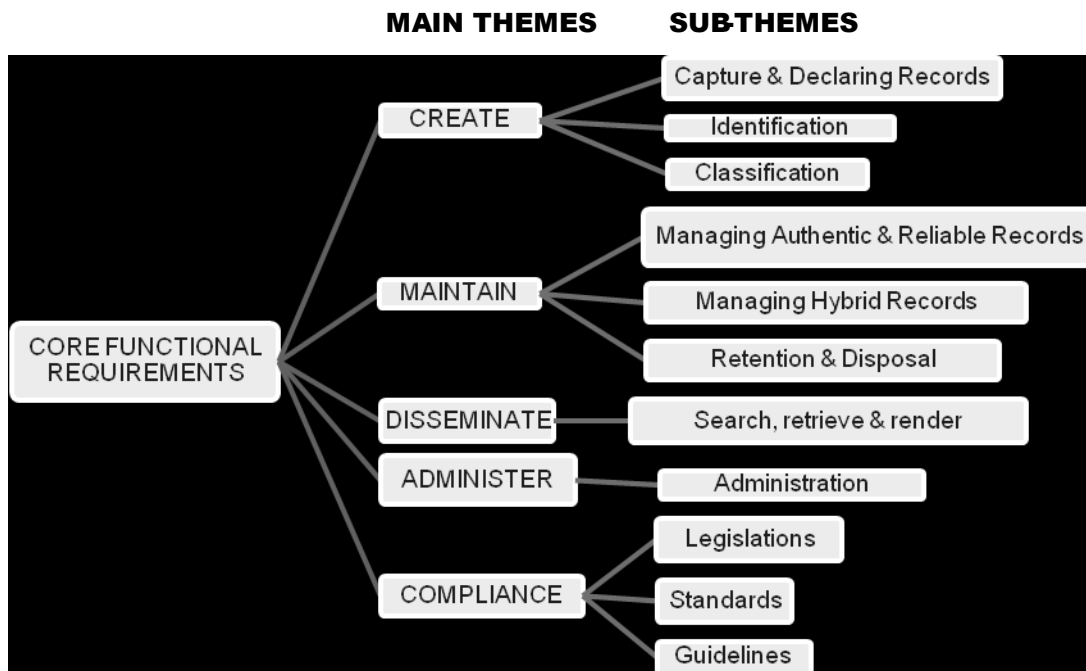 MAIN THEMES
SUB-THEMES
CORE FUNCTIONAL
REQUIREMENTS
CREATE
Capture & Declaring Records
Identification
Classification
MAINTAIN
Managing Authentic & Reliable Records
Managing Hybrid Records
Retention & Disposal
DISSEMINATE
Search, retrieve & render
ADMINISTER
Administration
COMPLIANCE
Legislations
Standards
Guidelines